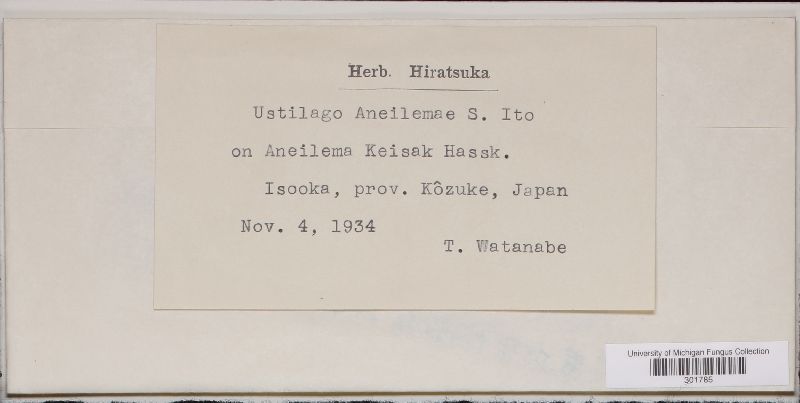 Herb. Hiratsuka
Ustilago Aneilemae S. Ito
on Aneilema Keisak Hassk.
Isooka, prov. Kôzuke, Japan
Nov. 4, 1934
T. Watanabe
University of Michigan Fungus Collection
301785